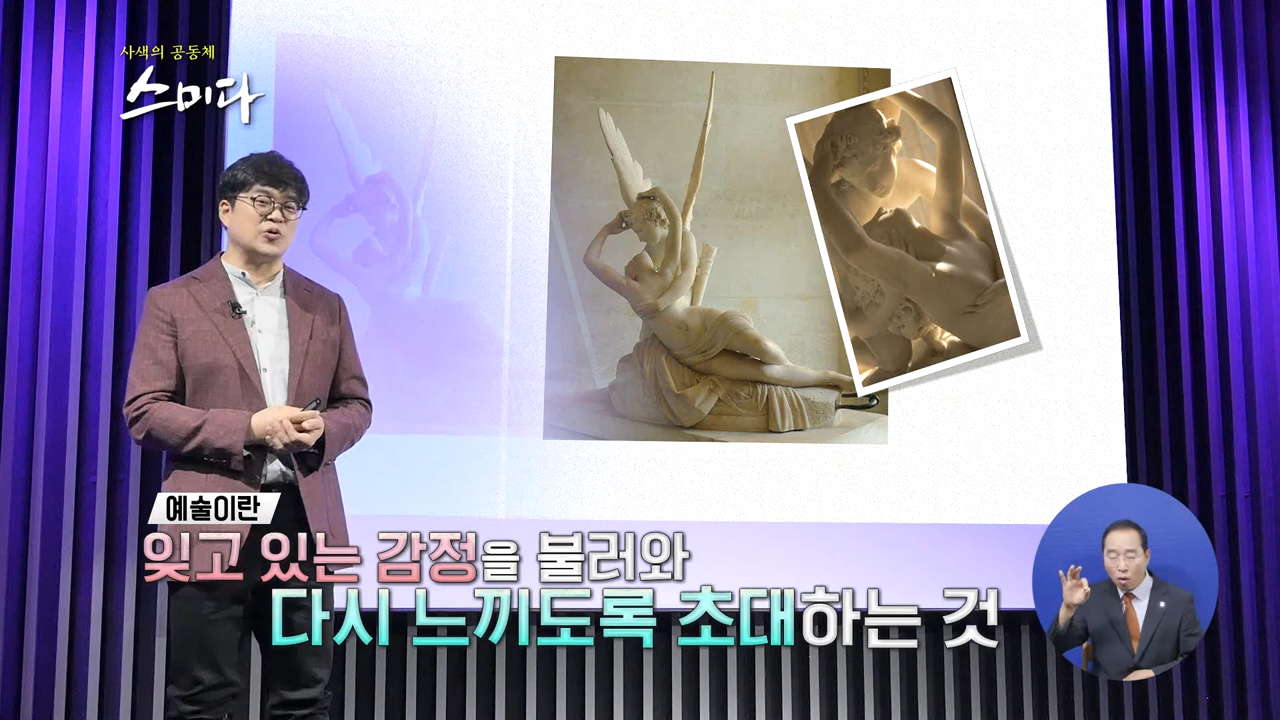 사색의 공동체
스미다
예술이란
잊고 있는 감정을 불러와
다시 느끼도록 초대하는 것